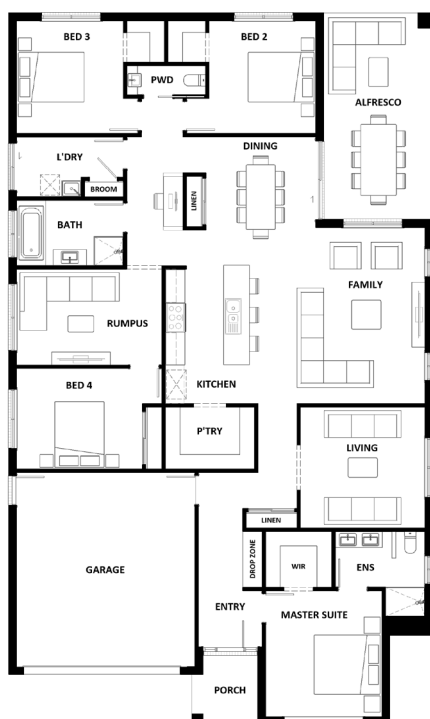 BED 3
BED 2
PWD
ALFRESCO
L'DRY
DINING
BROOM
LINEN
BATH
FAMILY
RUMPUS
KITCHEN
BED 4
P'TRY
LIVING
LINEN
GARAGE
DROP ZONE
WIR
ENS
ENTRY
MASTER SUITE
PORCH